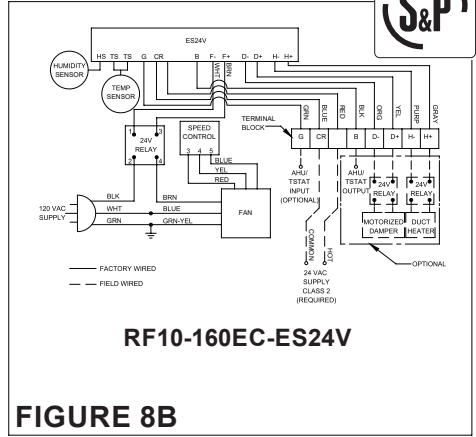 S&P
ES24V
HS TS TS G CR B F- F+ D- D+ H- H+
HUMIDITY
SENSOR
TEMP
SENSOR
WHT
BRN
GRN
BLUE
RED
BLK
ORG
YEL
PURP
GRAY
1 3
24V
RELAY
2 4
SPEED
CONTROL
3 4 5
BLUE
YEL
RED
TERMINAL
BLOCK
G CR B D- D+ H- H+
AHU/
TSTAT
INPUT
(OPTIONAL)
AHU/
TSTAT
OUTPUT
24V
RELAY
24V
RELAY
MOTORIZED
DAMPER
DUCT
HEATER
OPTIONAL
120 VAC
SUPPLY
BLK
WHT
GRN
BRN
BLUE
GRN-YEL
FAN
COMMON
HOT
24 VAC
SUPPLY
CLASS 2
(REQUIRED)
FACTORY WIRED
FIELD WIRED
RF10-160EC-ES24V
FIGURE 8B